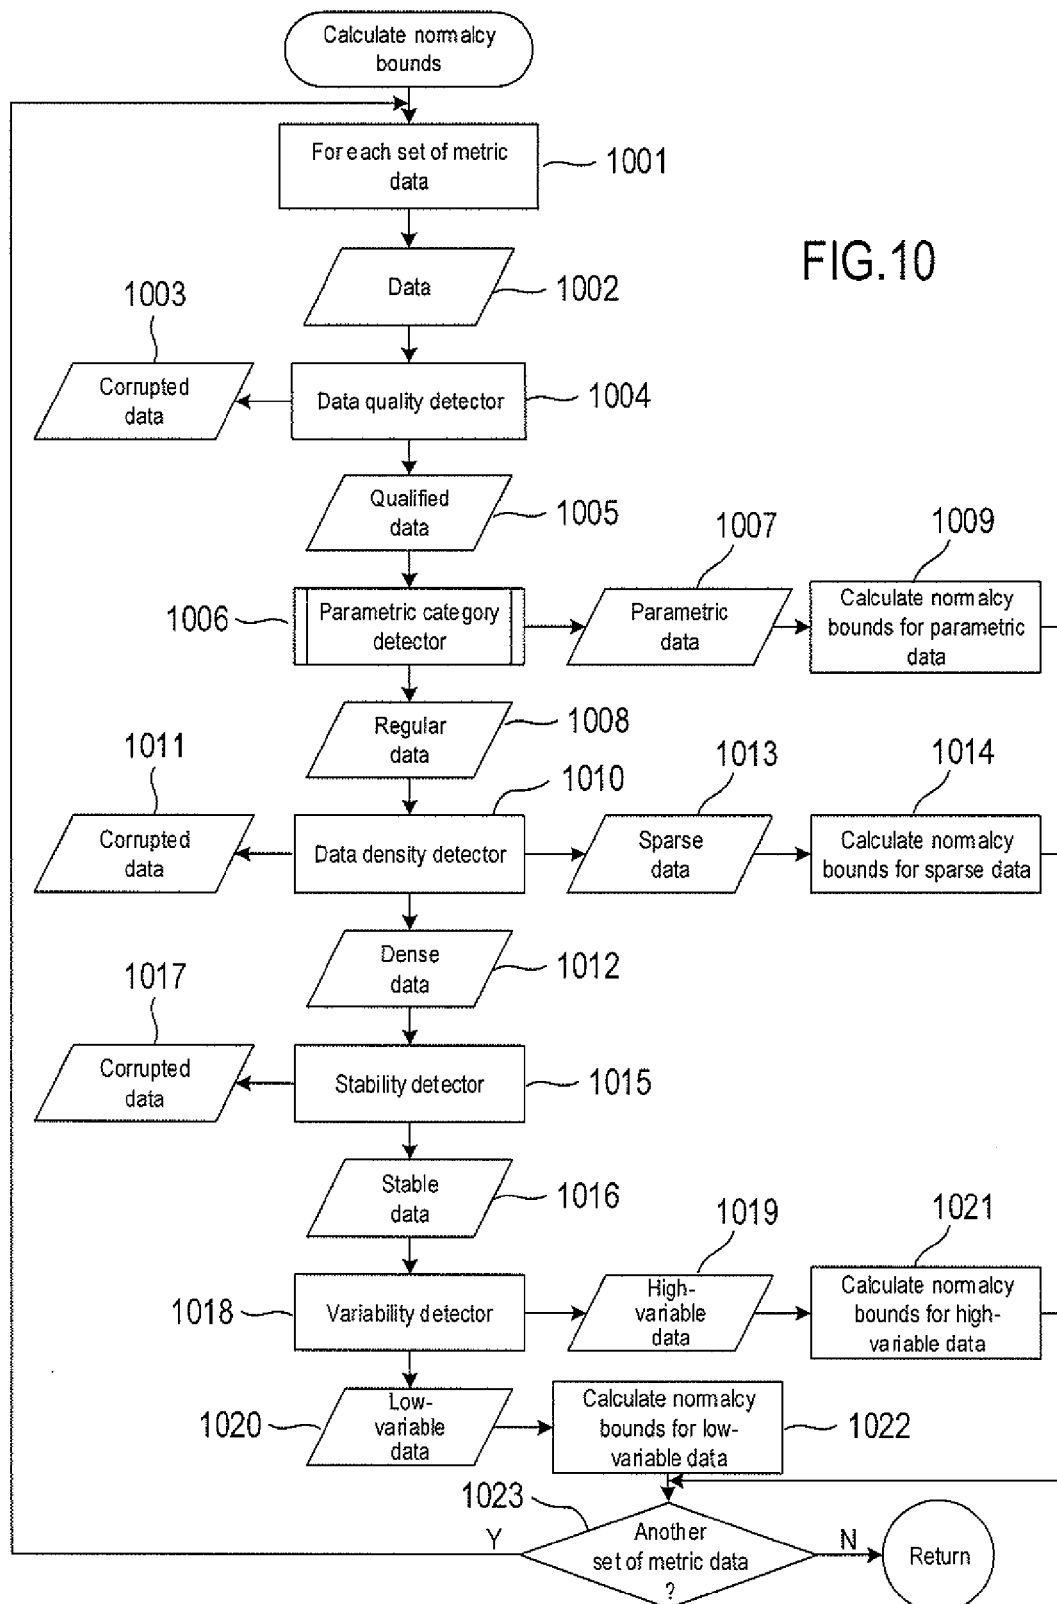 Calculate normalcy
bounds
For each set of metric
data
1001
FIG.10
Data
1002
1003
Corrupted
data
Data quality detector
1004
Qualified
data
1005
1007
1009
1006
Parametric category
detector
Parametric
data
Calculate normalcy
bounds for parametric
data
Regular
data
1008
1011
1010
1013
1014
Corrupted
data
Data density detector
Sparse
data
Calculate normalcy
bounds for sparse data
Dense
data
1012
1017
Corrupted
data
Stability detector
1015
Stable
data
1016
1019
1021
1018
Variability detector
High-
variable
data
Calculate normalcy
bounds for high-
variable data
1020
Low-
variable
data
Calculate normalcy
bounds for low-
variable data
1022
1023
Y
Another
set of metric data
?
N
Return